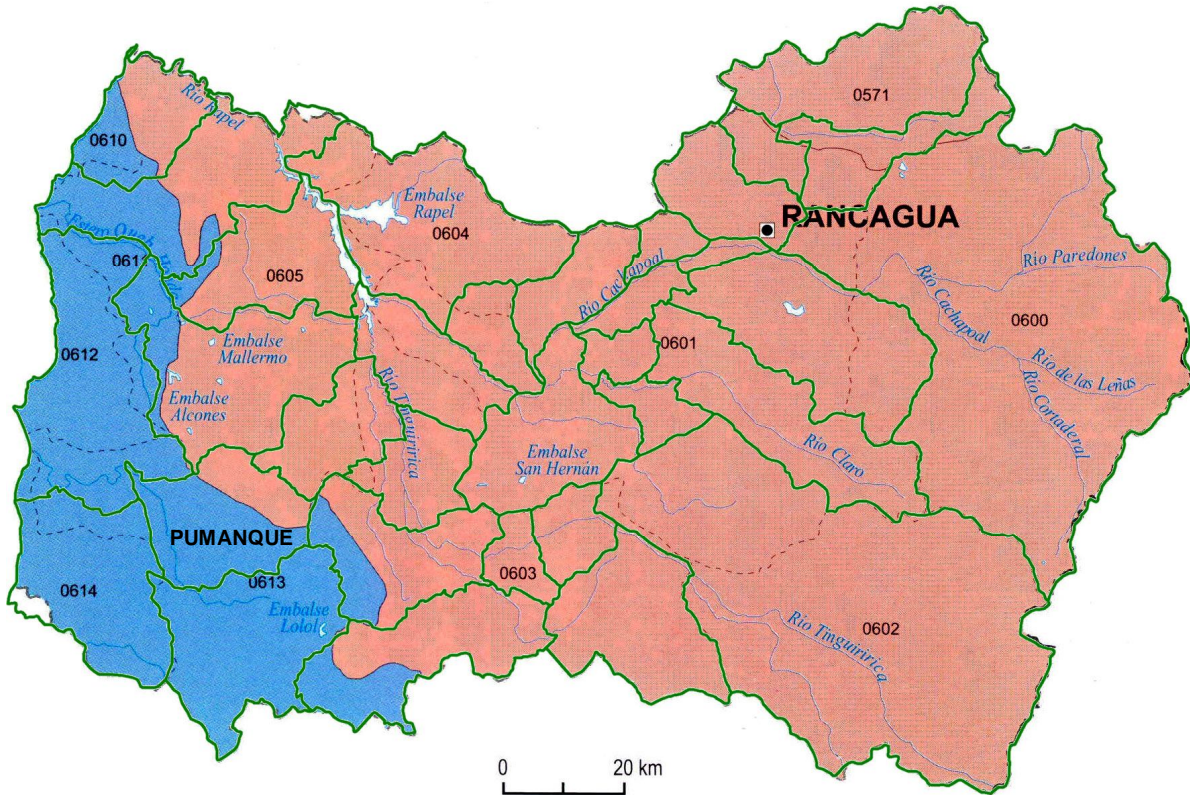 0571
Río Rapel
0610
Embalse
Rapel
RANCAGUA
0604
Río Paredones
0611
0605
Río Cachapoal
Río Cachapoal
0600
0612
Embalse
Mallermo
0601
Río de las Leñas
Embalse
Alcones
Río Tinguiririca
Río Cortaderal
Embalse
San Hernán
Río Claro
PUMANQUE
0603
0614
0613
Embalse
Lolol
0602
Río Tinguiririca
0
20 km